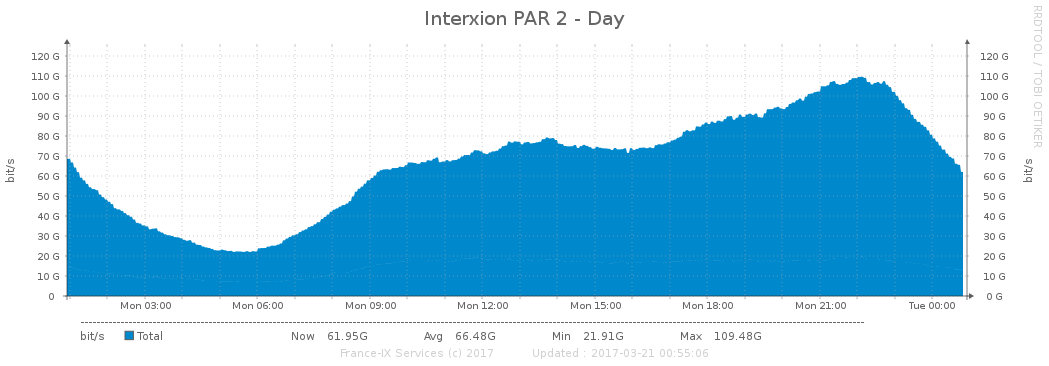 Interxion PAR 2 - Day
RRDTOOL / TOBI OETIKER
120 G 120 G
110 G 110 G
100 G 100 G
90 G 90 G
80 G 80 G
70 G 70 G
60 G 60 G
50 G 50 G
40 G 40 G
30 G 30 G
20 G 20 G
10 G 10 G
0 0 G
bit/s
bit/s
Mon 03:00 Mon 06:00 Mon 09:00 Mon 12:00 Mon 15:00 Mon 18:00 Mon 21:00 Tue 00:00
bit/s Total Now 61.95G Avg 66.48G Min 21.91G Max 109.48G
France-IX Services (c) 2017 Updated : 2017-03-21 00:55:06